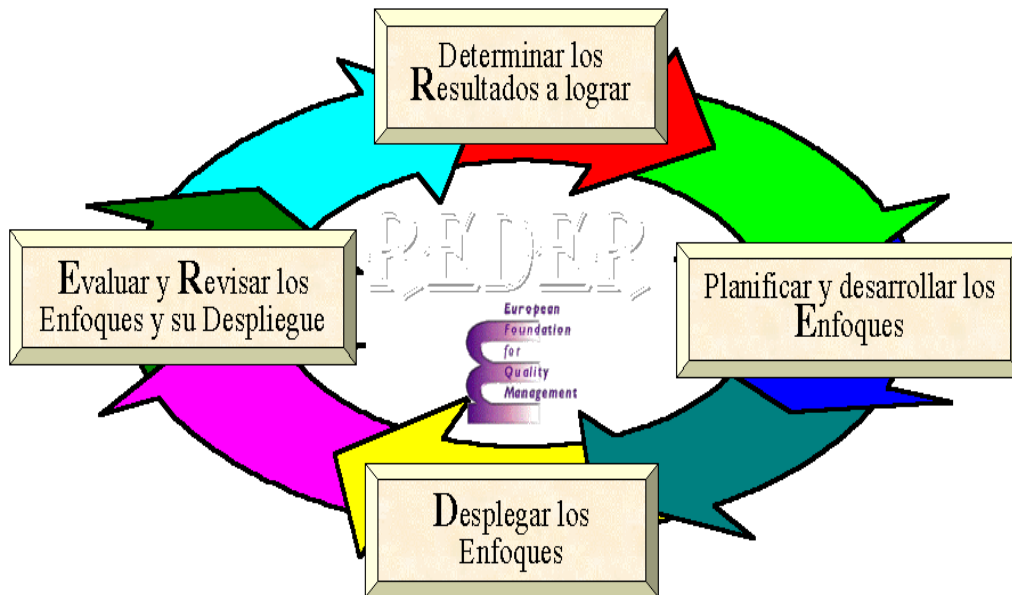 Determinar los
Resultados a lograr
Evaluar y Revisar los
Enfoques y su Despliegue
REDER
Planificar y desarrollar los
Enfoques
European
Foundation
for
Quality
Management
Desplegar los
Enfoques